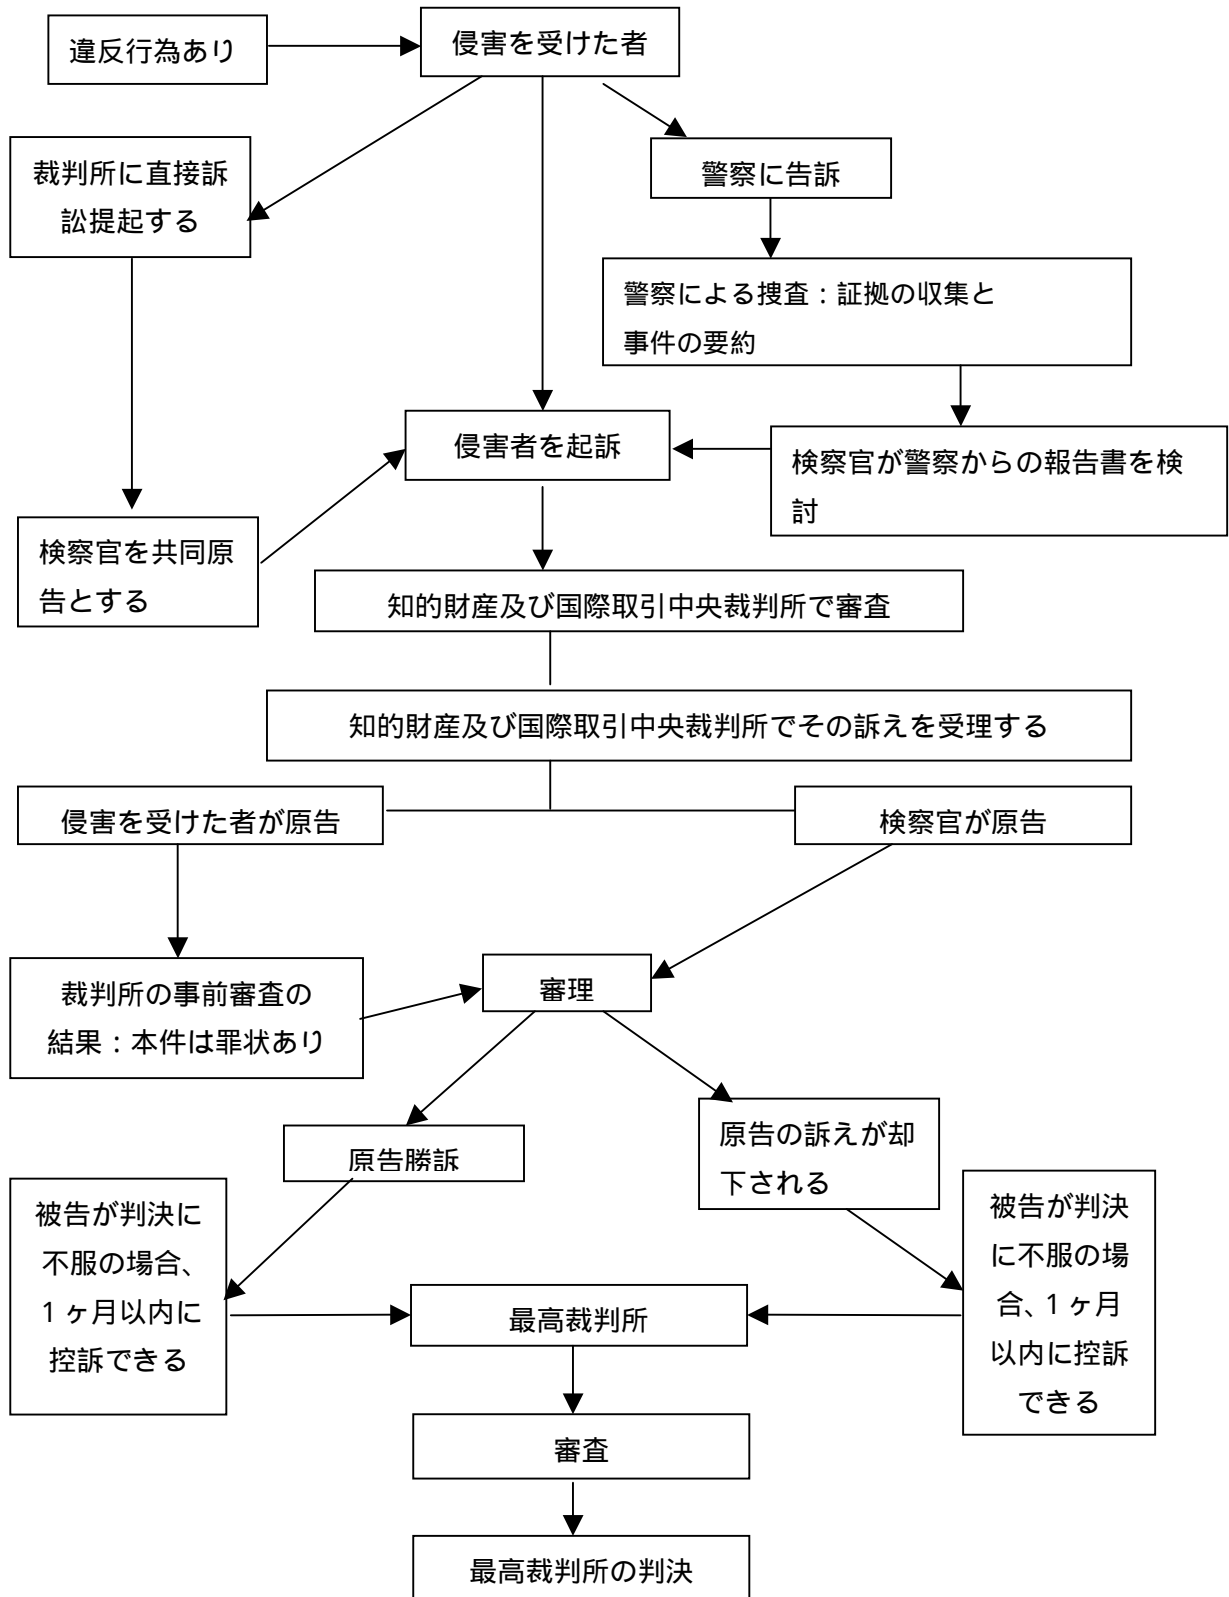 違反行為あり
侵害を受けた者
裁判所に直接訴
訟提起する
警察に告訴
警察による捜査：証拠の収集と
事件の要約
侵害者を起訴
検察官が警察からの報告書を検
討
検察官を共同原
告とする
知的財産及び国際取引中央裁判所で審査
知的財産及び国際取引中央裁判所でその訴えを受理する
侵害を受けた者が原告
検察官が原告
裁判所の事前審査の
結果：本件は罪状あり
審理
原告勝訴
原告の訴えが却
下される
被告が判決に
不服の場合、
1 ヶ月以内に
控訴できる
被告が判決
に不服の場
合、1 ヶ月
以内に控訴
できる
最高裁判所
審査
最高裁判所の判決